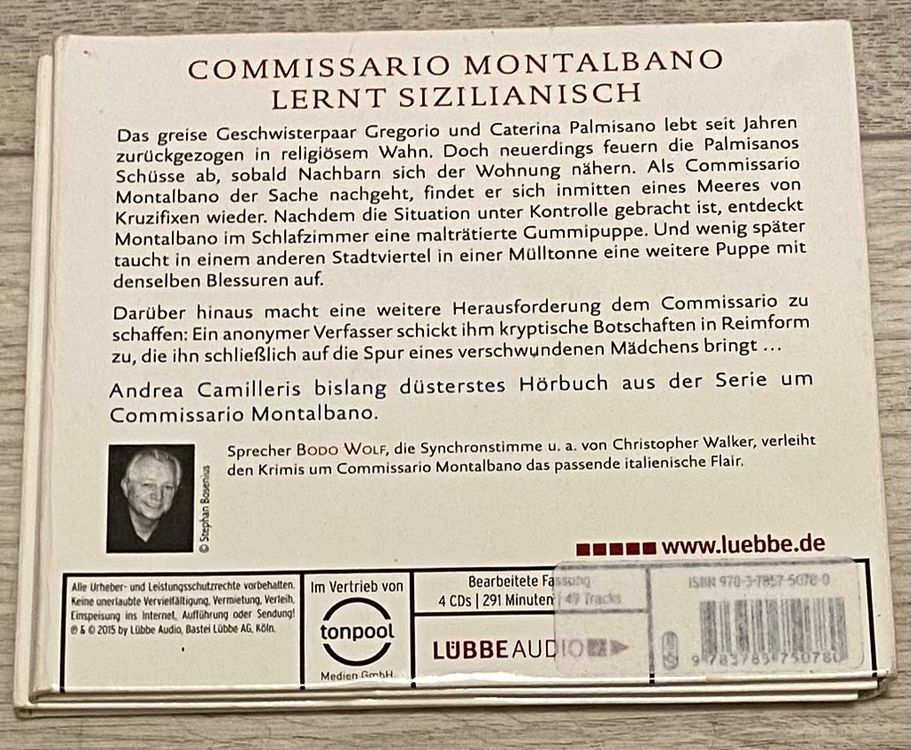 COMMISSARIO MONTALBANO
LERNT SIZILIANISCH
Das greise Geschwisterpaar Gregorio und Caterina Palmisano lebt seit Jahren
zurückgezogen in religiösem Wahn. Doch neuerdings feuern die Palmisanos
Schüsse ab, sobald Nachbarn sich der Wohnung nähern. Als Commissario
Montalbano der Sache nachgeht, findet er sich inmitten eines Meeres von
Kruzifixen wieder. Nachdem die Situation unter Kontrolle gebracht ist, entdeckt
Montalbano im Schlafzimmer eine malträtierte Gummipuppe. Und wenig später
taucht in einem anderen Stadtviertel in einer Mülltonne eine weitere Puppe mit
denselben Blessuren auf.
Darüber hinaus macht eine weitere Herausforderung dem Commissario zu
schaffen: Ein anonymer Verfasser schickt ihm kryptische Botschaften in Reimform
zu, die ihn schließlich auf die Spur eines verschwundenen Mädchens bringt ...
Andrea Camilleris bislang düsterstes Hörbuch aus der Serie um
Commissario Montalbano.
Sprecher BODO WOLF, die Synchronstimme u. a. von Christopher Walker, verleiht
den Krimis um Commissario Montalbano das passende italienische Flair.
© Stephan Bosenius
www.luebbe.de
Alle Urheber- und Leistungsschutzrechte vorbehalten.
Keine unerlaubte Vervielfältigung, Vermietung, Verleih,
Einspeisung ins Internet, Aufführung oder Sendung!
℗ & © 2015 by Lübbe Audio, Bastei Lübbe AG, Köln.
Im Vertrieb von
tonpool
Medien GmbH
Bearbeitete Fassung
4 CDs | 291 Minuten | 49 Tracks
LÜBBE AUDIO
ISBN 978-3-7857-5078-0
9 783785 750780